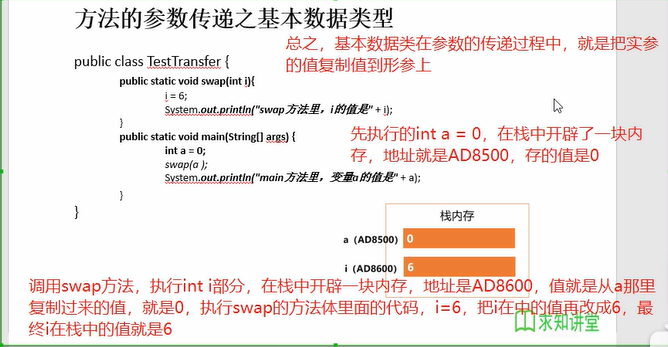 方法的参数传递之基本数据类型
总之，基本数据类在参数的传递过程中，就是把实参
的值复制值到形参上
public class TestTransfer {
public static void swap(int i){
i = 6;
System.out.println("swap方法里，i的值是" + i);
}
public static void main(String[] args) {
int a = 0;
swap(a );
System.out.println("main方法里，变量a的值是" + a);
}
}
先执行的int a = 0，在栈中开辟了一块内
存，地址就是AD8500，存的值是0
栈内存
a（AD8500） 0
i（AD8600） 6
调用swap方法，执行int i部分，在栈中开辟一块内存，地址是AD8600，值就是从a那里
复制过来的值，就是0，执行swap的方法体里面的代码，i=6，把i在中的值再改成6，最
终i在栈中的值就是6
求知讲堂